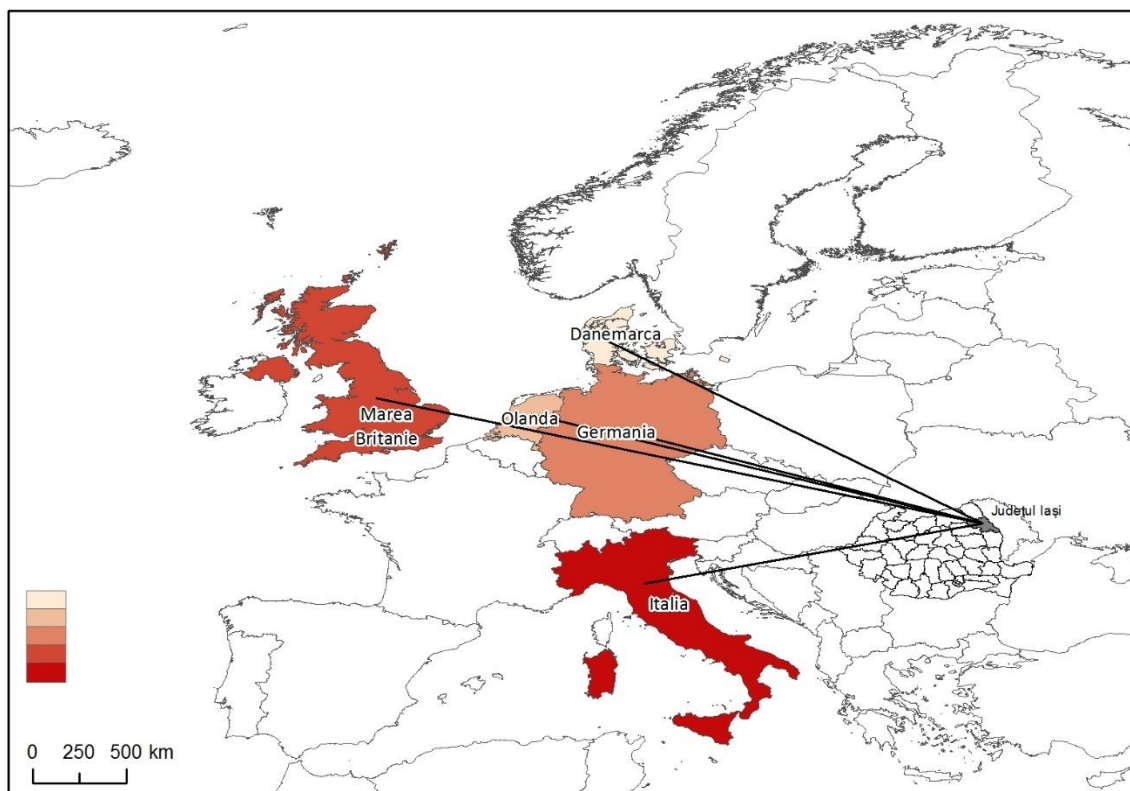 Danemarca
Olanda
Marea
Britanie
Germania
Județul Iași
Italia
0 250 500 km